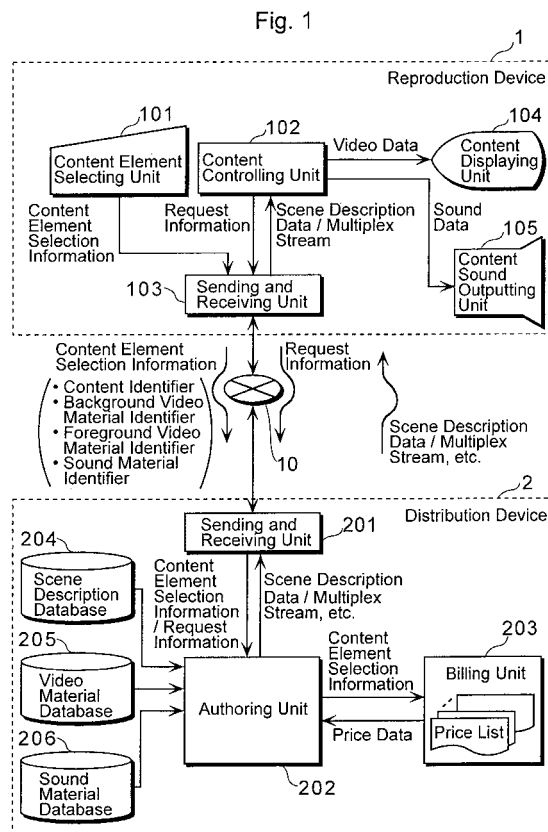 Fig. 1
1
Reproduction Device
101
Content Element
Selecting Unit
102
Content
Controlling Unit
Video Data
104
Content
Displaying
Unit
Content
Element
Selection
Information
Request
Information
Scene Description
Data / Multiplex
Stream
Sound
Data
105
Content
Sound
Outputting
Unit
103
Sending and
Receiving Unit
Content Element
Selection Information
Request
Information
• Content Identifier
• Background Video
Material Identifier
• Foreground Video
Material Identifier
• Sound Material
Identifier
10
Scene Description
Data / Multiplex
Stream, etc.
2
Distribution Device
201
Sending and
Receiving Unit
204
Scene
Description
Database
Content
Element
Selection
Information
/ Request
Information
Scene Description
Data / Multiplex
Stream, etc.
205
Video
Material
Database
Authoring Unit
202
Content
Element
Selection
Information
Price Data
203
Billing Unit
Price List
206
Sound
Material
Database